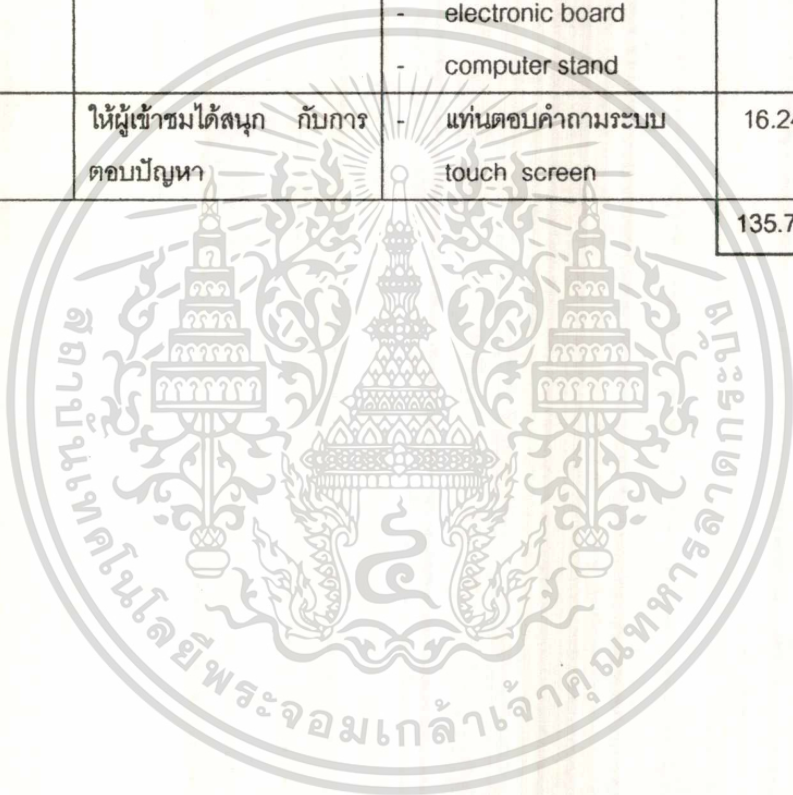 - electronic board
- computer stand
ให้ผู้เข้าชมได้สนุก กับการ - แท่นตอบคำถามระบบ 16.24
ตอบปัญหา touch screen
135.7
สถาบันเทคโนโลยีพระจอมเกล้าเจ้าคุณทหารลาดกระบัง